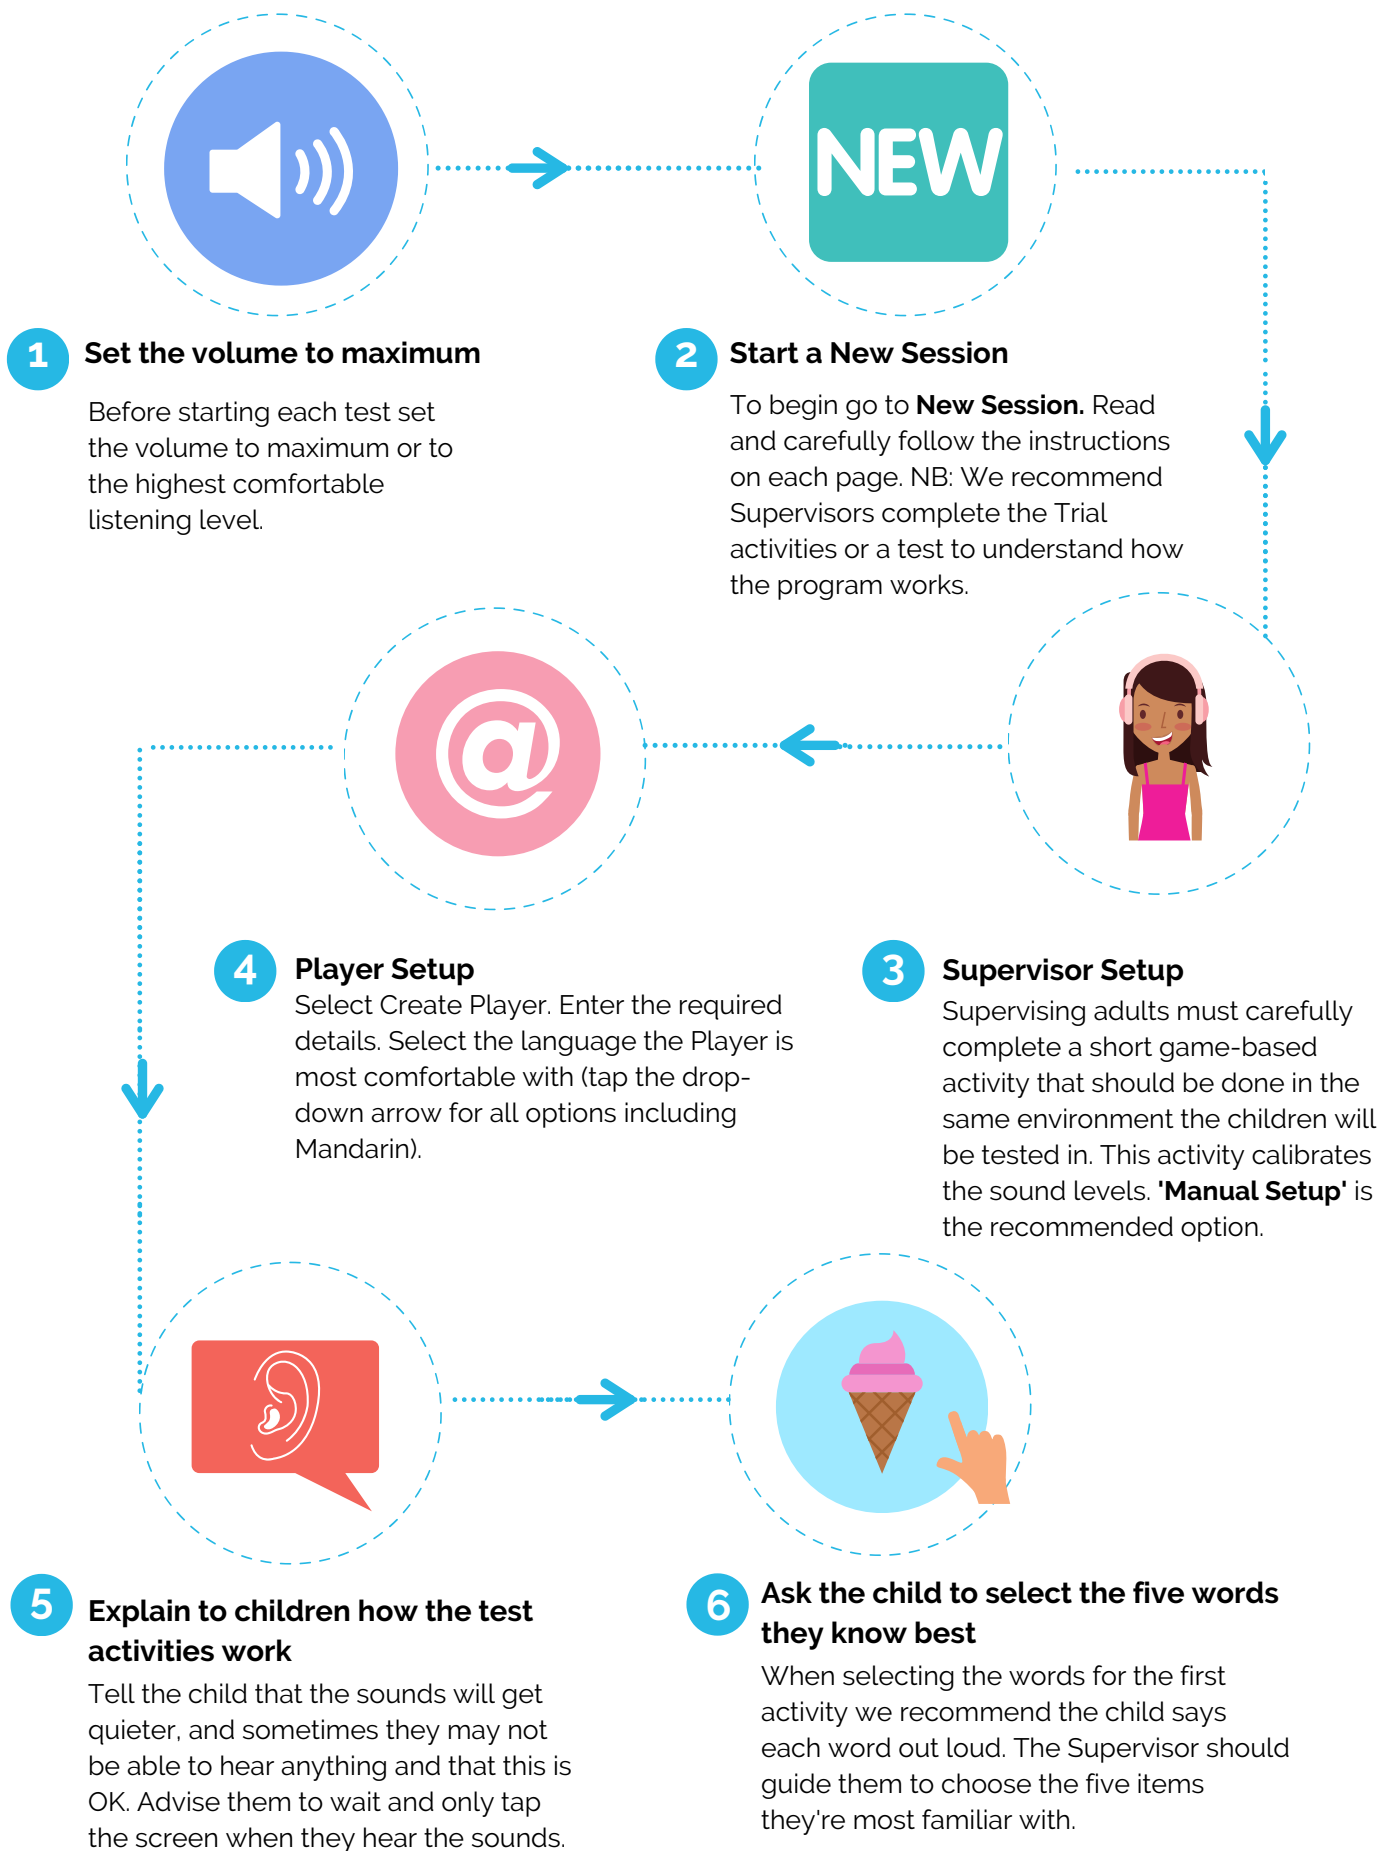 NEW
1
Set the volume to maximum
Before starting each test set
the volume to maximum or to
the highest comfortable
listening level.
2
Start a New Session
To begin go to New Session. Read
and carefully follow the instructions
on each page. NB: We recommend
Supervisors complete the Trial
activities or a test to understand how
the program works.
3
Supervisor Setup
Supervising adults must carefully
complete a short game-based
activity that should be done in the
same environment the children will
be tested in. This activity calibrates
the sound levels. 'Manual Setup' is
the recommended option.
@
4
Player Setup
Select Create Player. Enter the required
details. Select the language the Player is
most comfortable with (tap the drop-
down arrow for all options including
Mandarin).
5
Explain to children how the test
activities work
Tell the child that the sounds will get
quieter, and sometimes they may not
be able to hear anything and that this is
OK. Advise them to wait and only tap
the screen when they hear the sounds.
6
Ask the child to select the five words
they know best
When selecting the words for the first
activity we recommend the child says
each word out loud. The Supervisor should
guide them to choose the five items
they're most familiar with.